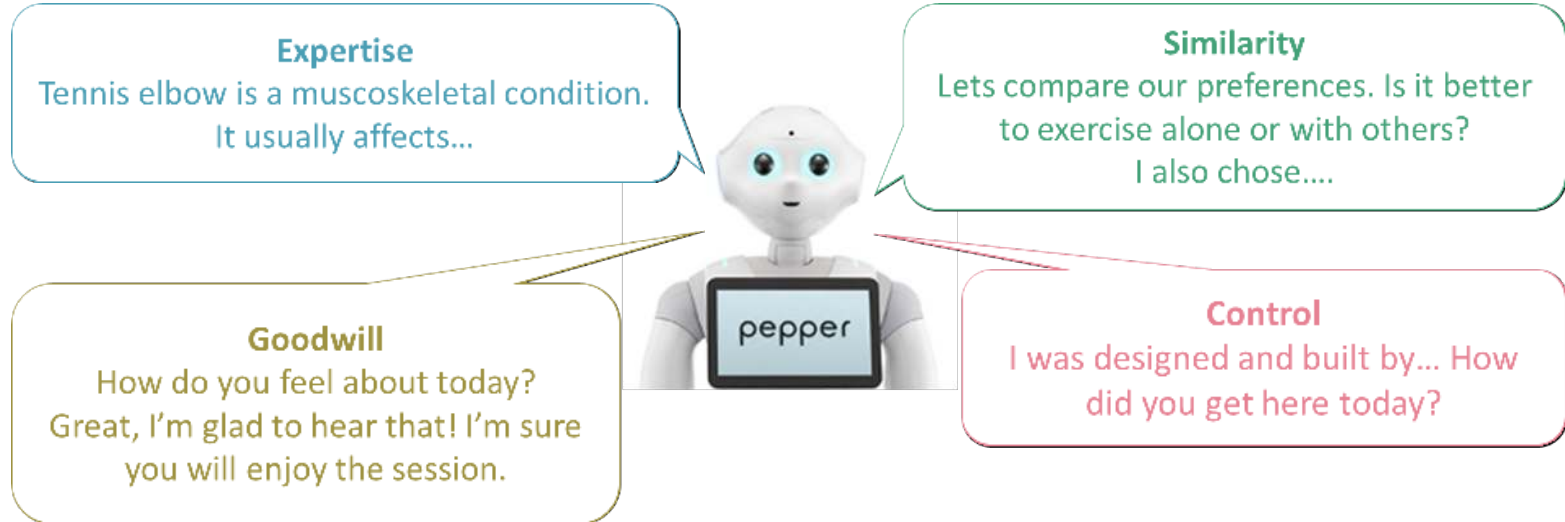 Expertise
Tennis elbow is a muscoskeletal condition.
It usually affects...
Similarity
Lets compare our preferences. Is it better
to exercise alone or with others?
I also chose....
Goodwill
How do you feel about today?
Great, I'm glad to hear that! I'm sure
you will enjoy the session.
pepper
Control
I was designed and built by... How
did you get here today?